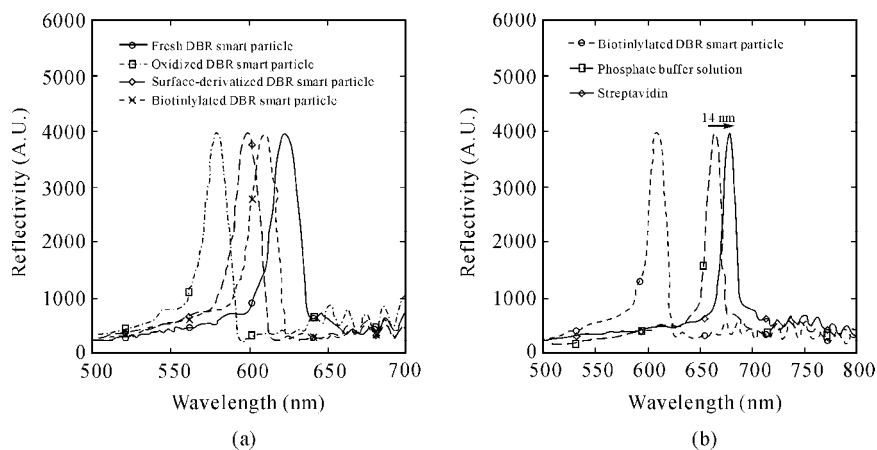 6000
5000
4000
3000
2000
1000
0
Reflectivity (A.U.)
Fresh DBR smart particle
Oxidized DBR smart particle
Surface-derivatized DBR smart particle
Biotinlylated DBR smart particle
500
550
600
650
700
Wavelength (nm)
(a)
6000
5000
4000
3000
2000
1000
0
Reflectivity (A.U.)
Biotinlylated DBR smart particle
Phosphate buffer solution
Streptavidin
14 nm
500
550
600
650
700
750
800
Wavelength (nm)
(b)